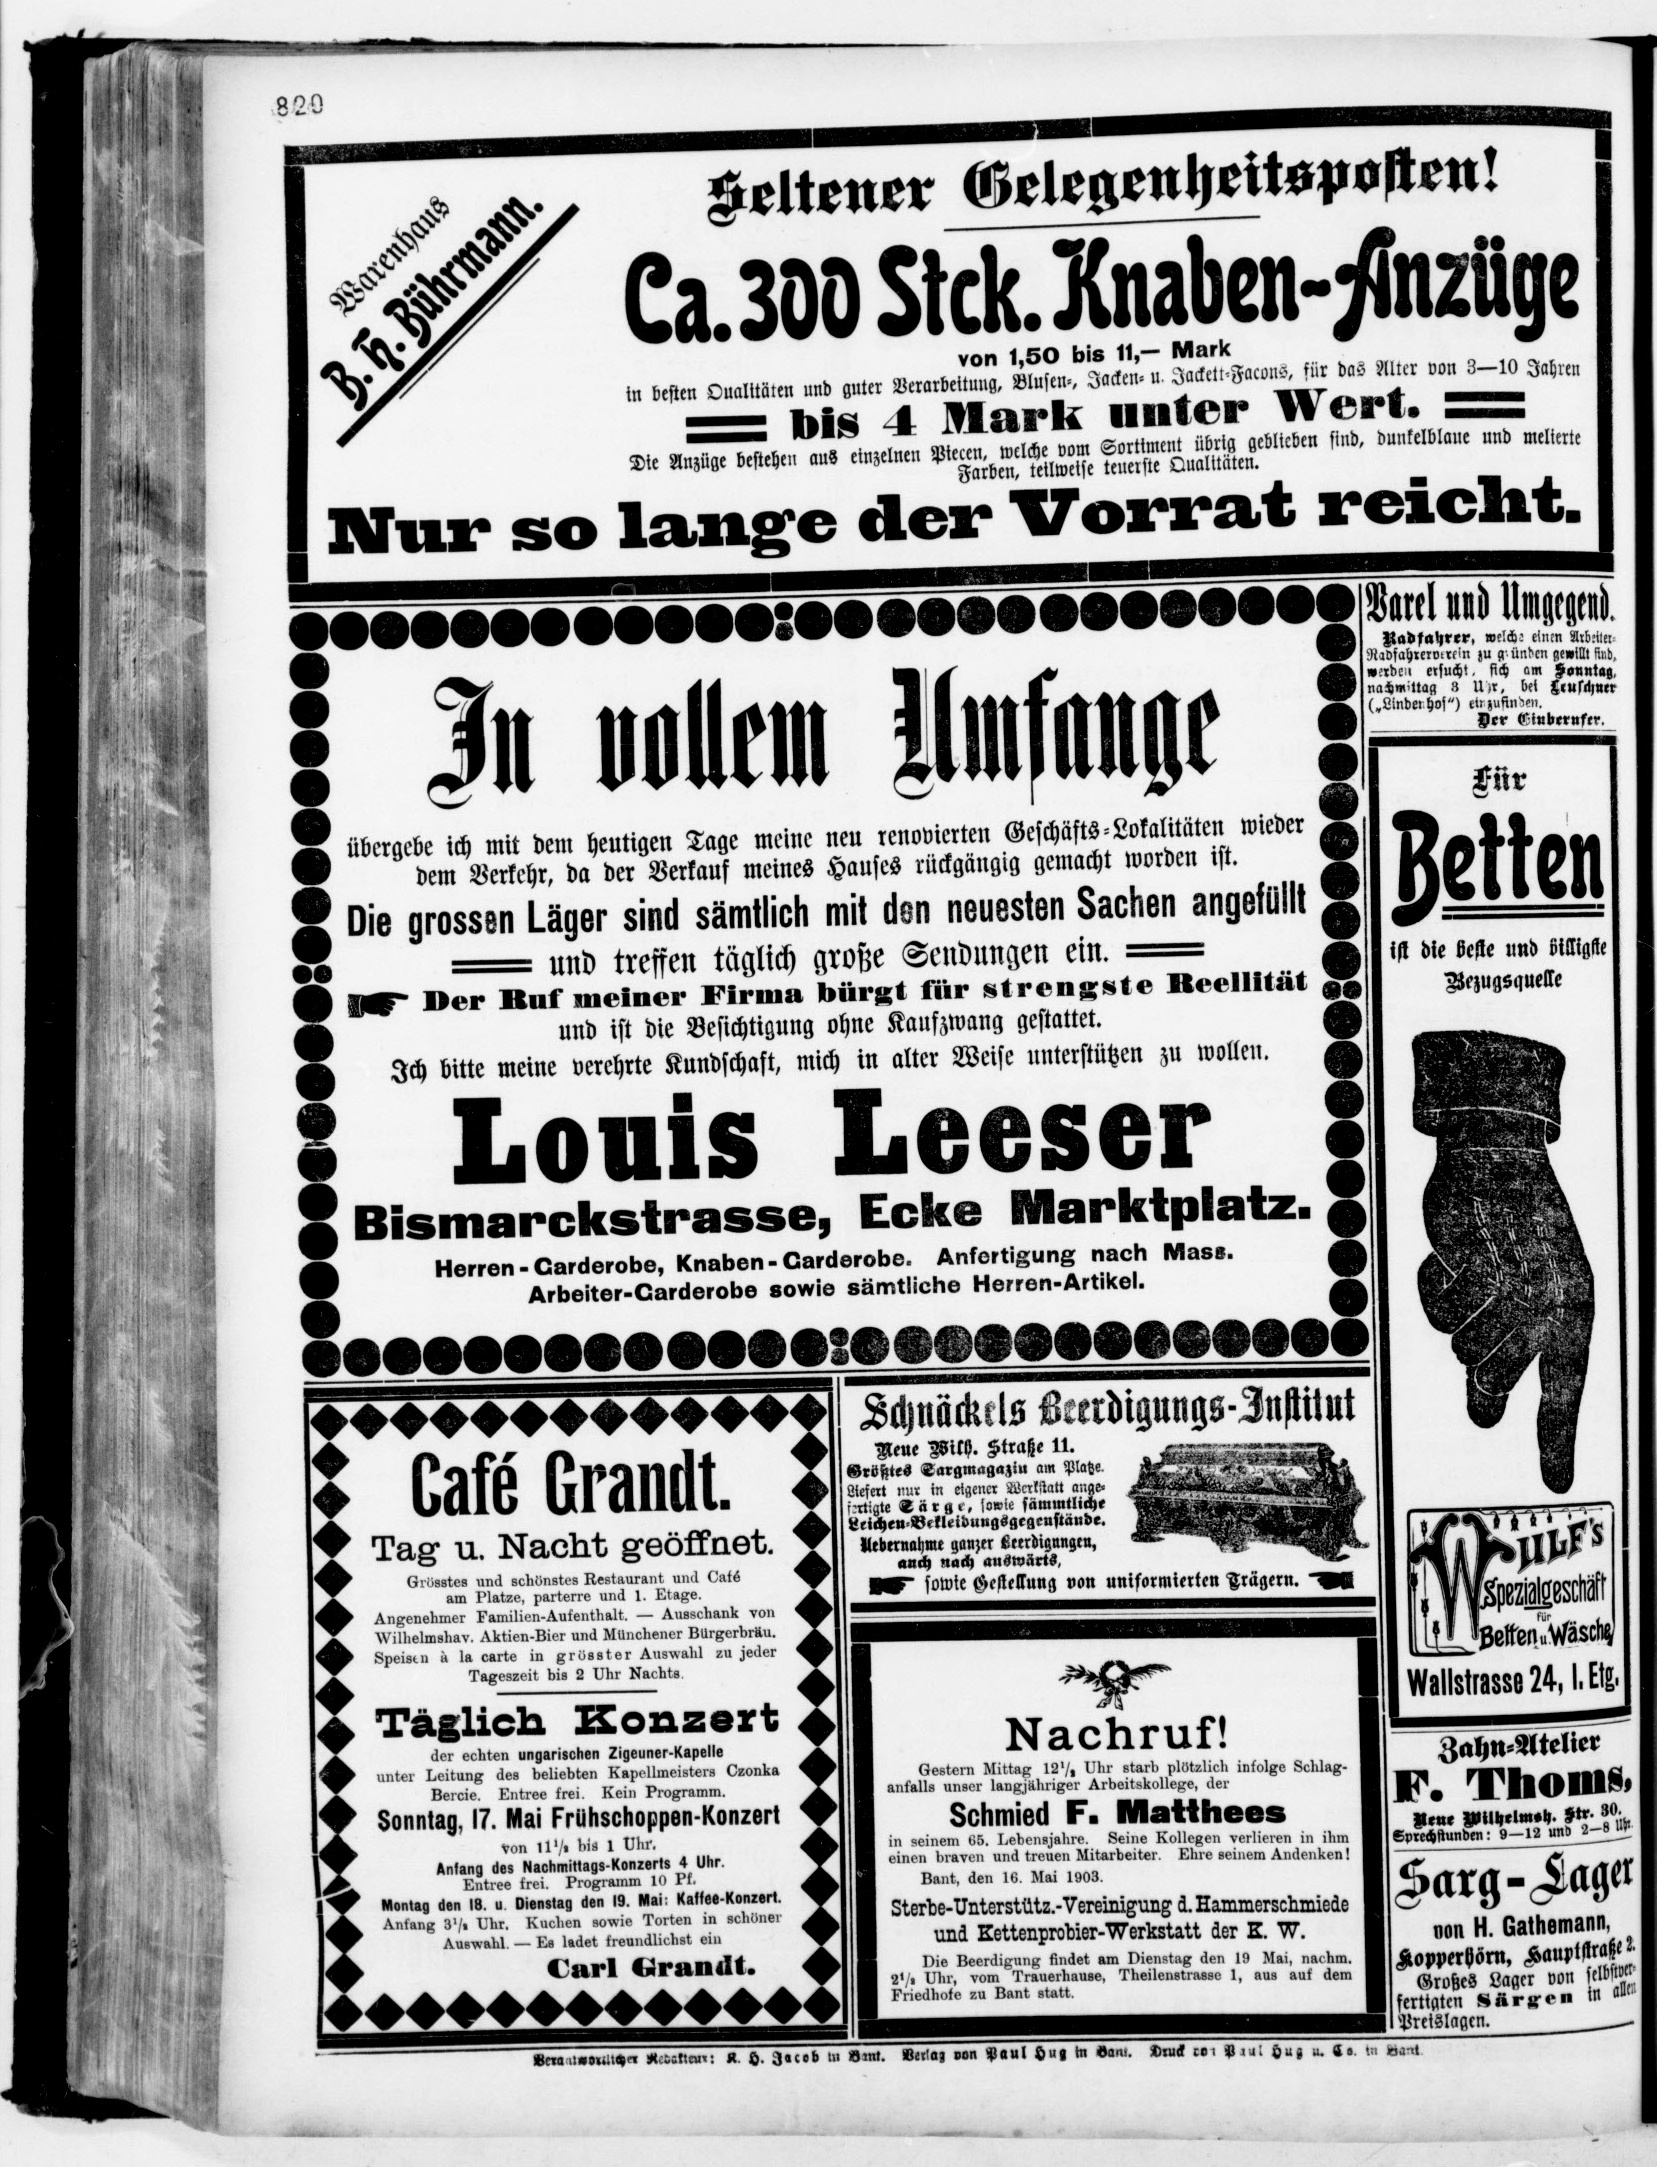 820
Warenhaus
B. H. Bührmann.
Seltener Gelegenheitsposten!
Ca. 300 Stck. Knaben-Anzüge
von 1,50 bis 11,— Mark
in besten Qualitäten und guter Verarbeitung, Blusen-, Jacken- u. Jackett-Facons, für das Alter von 3—10 Jahren
bis 4 Mark unter Wert.
Die Anzüge bestehen aus einzelnen Piecen, welche vom Sortiment übrig geblieben sind, dunkelblaue und melierte
Farben, teilweise teuerste Qualitäten.
Nur so lange der Vorrat reicht.
In vollem Umfange
übergebe ich mit dem heutigen Tage meine neu renovierten Geschäfts-Lokalitäten wieder
dem Verkehr, da der Verkauf meines Hauses rückgängig gemacht worden ist.
Die grossen Läger sind sämtlich mit den neuesten Sachen angefüllt
und treffen täglich große Sendungen ein.
Der Ruf meiner Firma bürgt für strengste Reellität
und ist die Besichtigung ohne Kaufzwang gestattet.
Ich bitte meine verehrte Kundschaft, mich in alter Weise unterstützen zu wollen.
Louis Leeser
Bismarckstrasse, Ecke Marktplatz.
Herren-Garderobe, Knaben-Garderobe. Anfertigung nach Mass.
Arbeiter-Garderobe sowie sämtliche Herren-Artikel.
Varel und Umgegend.
Radfahrer, welche einen Arbeiter-
Radfahrerverein zu gründen gewillt sind,
werden ersucht, sich am Sonntag,
nachmittag 3 Uhr, bei Leuschner
(„Lindenhof“) einzufinden.
Der Einberufer.
Für
Betten
ist die beste und billigste
Bezugsquelle
WULF'S
Spezialgeschäft
für
Betten u. Wäsche
Wallstrasse 24, I. Etg.
Zahn-Atelier
F. Thoms,
Neue Wilhelmsh. Str. 30.
Sprechstunden: 9—12 und 2—8 Uhr.
Sarg-Lager
von H. Gathemann,
Kopperhörn, Hauptstraße 2.
Großes Lager von selbstver-
fertigten Särgen in allen
Preislagen.
Café Grandt.
Tag u. Nacht geöffnet.
Grösstes und schönstes Restaurant und Café
am Platze, parterre und 1. Etage.
Angenehmer Familien-Aufenthalt. — Ausschank von
Wilhelmshav. Aktien-Bier und Münchener Bürgerbräu.
Speisen à la carte in grösster Auswahl zu jeder
Tageszeit bis 2 Uhr Nachts.
Täglich Konzert
der echten ungarischen Zigeuner-Kapelle
unter Leitung des beliebten Kapellmeisters Czonka
Bercie. Entree frei. Kein Programm.
Sonntag, 17. Mai Frühschoppen-Konzert
von 11½ bis 1 Uhr.
Anfang des Nachmittags-Konzerts 4 Uhr.
Entree frei. Programm 10 Pf.
Montag den 18. u. Dienstag den 19. Mai: Kaffee-Konzert.
Anfang 3½ Uhr. Kuchen sowie Torten in schöner
Auswahl. — Es ladet freundlichst ein
Carl Grandt.
Schnäckels Beerdigungs-Institut
Neue Wilh. Straße 11.
Größtes Sargmagazin am Platze.
Liefert nur in eigener Werkstatt ange-
fertigte Särge, sowie sämmtliche
Leichen-Bekleidungsgegenstände.
Uebernahme ganzer Beerdigungen,
auch nach auswärts,
sowie Gestellung von uniformierten Trägern.
Nachruf!
Gestern Mittag 12½ Uhr starb plötzlich infolge Schlag-
anfalls unser langjähriger Arbeitskollege, der
Schmied F. Matthees
in seinem 65. Lebensjahre. Seine Kollegen verlieren in ihm
einen braven und treuen Mitarbeiter. Ehre seinem Andenken!
Bant, den 16. Mai 1903.
Sterbe-Unterstütz.-Vereinigung d. Hammerschmiede
und Kettenprobier-Werkstatt der K. W.
Die Beerdigung findet am Dienstag den 19 Mai, nachm.
2½ Uhr, vom Trauerhause, Theilenstrasse 1, aus auf dem
Friedhofe zu Bant statt.
Verantwortlicher Redakteur: K. H. Jacob in Bant. Verlag von Paul Hug in Bant. Druck von Paul Hug u. Co. in Bant.